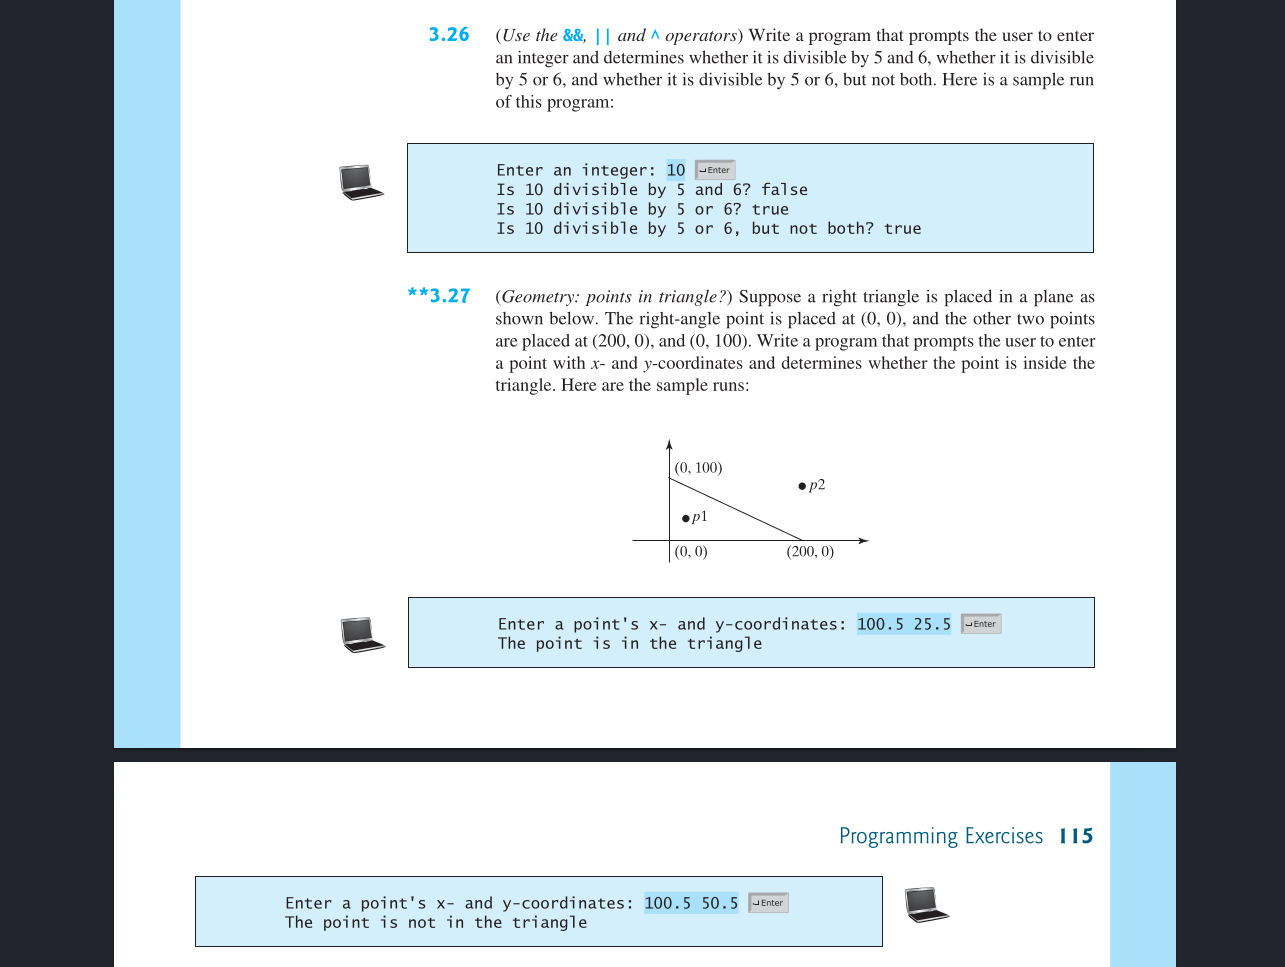 3.26 (Use the &&, || and ^ operators) Write a program that prompts the user to enter
an integer and determines whether it is divisible by 5 and 6, whether it is divisible
by 5 or 6, and whether it is divisible by 5 or 6, but not both. Here is a sample run
of this program:
Enter an integer: 10 ↵Enter
Is 10 divisible by 5 and 6? false
Is 10 divisible by 5 or 6? true
Is 10 divisible by 5 or 6, but not both? true
**3.27 (Geometry: points in triangle?) Suppose a right triangle is placed in a plane as
shown below. The right-angle point is placed at (0, 0), and the other two points
are placed at (200, 0), and (0, 100). Write a program that prompts the user to enter
a point with x- and y-coordinates and determines whether the point is inside the
triangle. Here are the sample runs:
(0, 100)
p2
p1
(0, 0) (200, 0)
Enter a point's x- and y-coordinates: 100.5 25.5 ↵Enter
The point is in the triangle
Programming Exercises 115
Enter a point's x- and y-coordinates: 100.5 50.5 ↵Enter
The point is not in the triangle